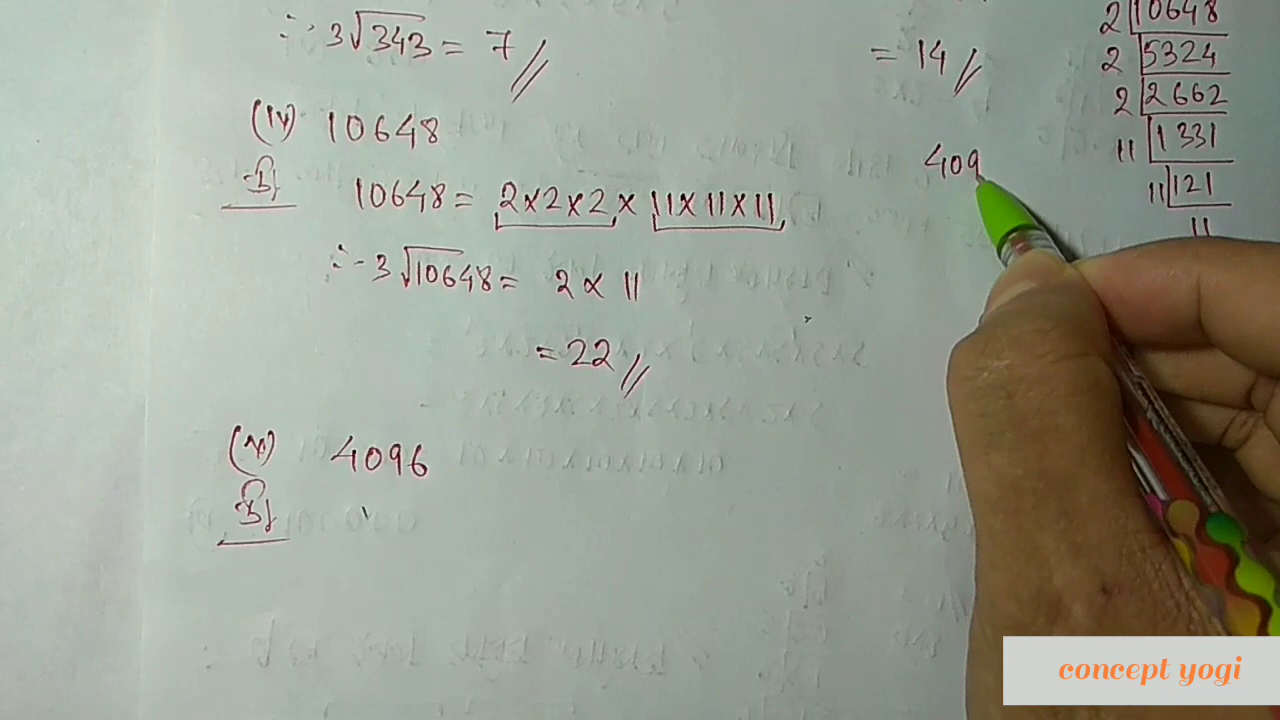 ∴ 3√343 = 7 //
(iv) 10648
10648 = 2×2×2 × 11×11×11
∴ 3√10648 = 2 × 11
= 22 //
(v) 4096
= 14 //
409
2 10648
2 5324
2 2662
11 1331
11 121
11
concept yogi